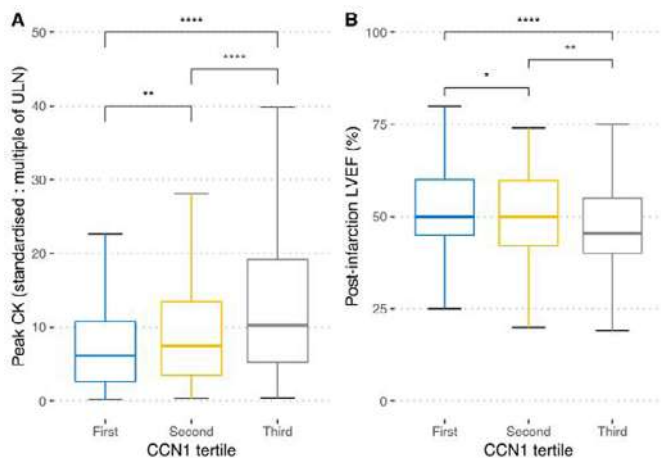 A
B
50
40
30
20
10
0
Peak CK (standardised : multiple of ULN)
****
****
**
First Second Third
CCN1 tertile
100
75
50
25
0
Post-infarction LVEF (%)
****
**
*
First Second Third
CCN1 tertile